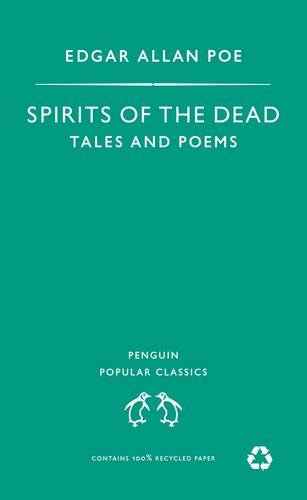 EDGAR ALLAN POE
SPIRITS OF THE DEAD
TALES AND POEMS
PENGUIN
POPULAR CLASSICS
CONTAINS 100% RECYCLED PAPER